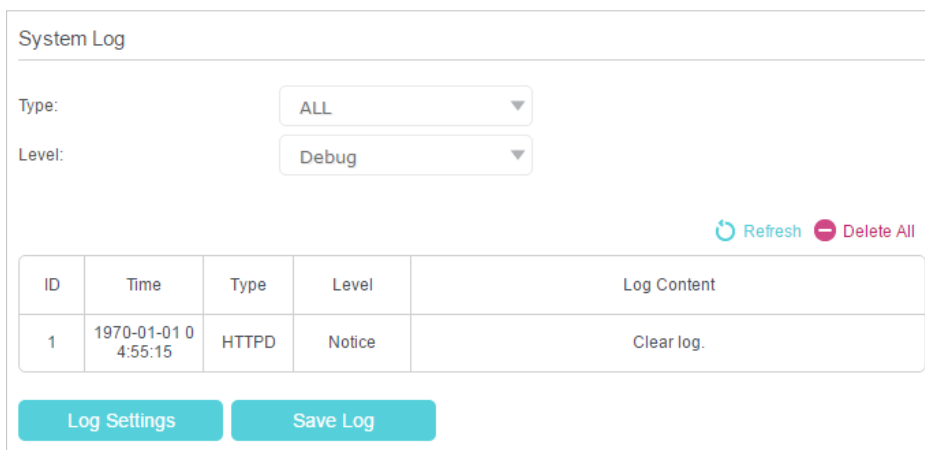 System Log
Type: ALL
Level: Debug
Refresh Delete All
ID Time Type Level Log Content
1 1970-01-01 0
4:55:15 HTTPD Notice Clear log.
Log Settings Save Log